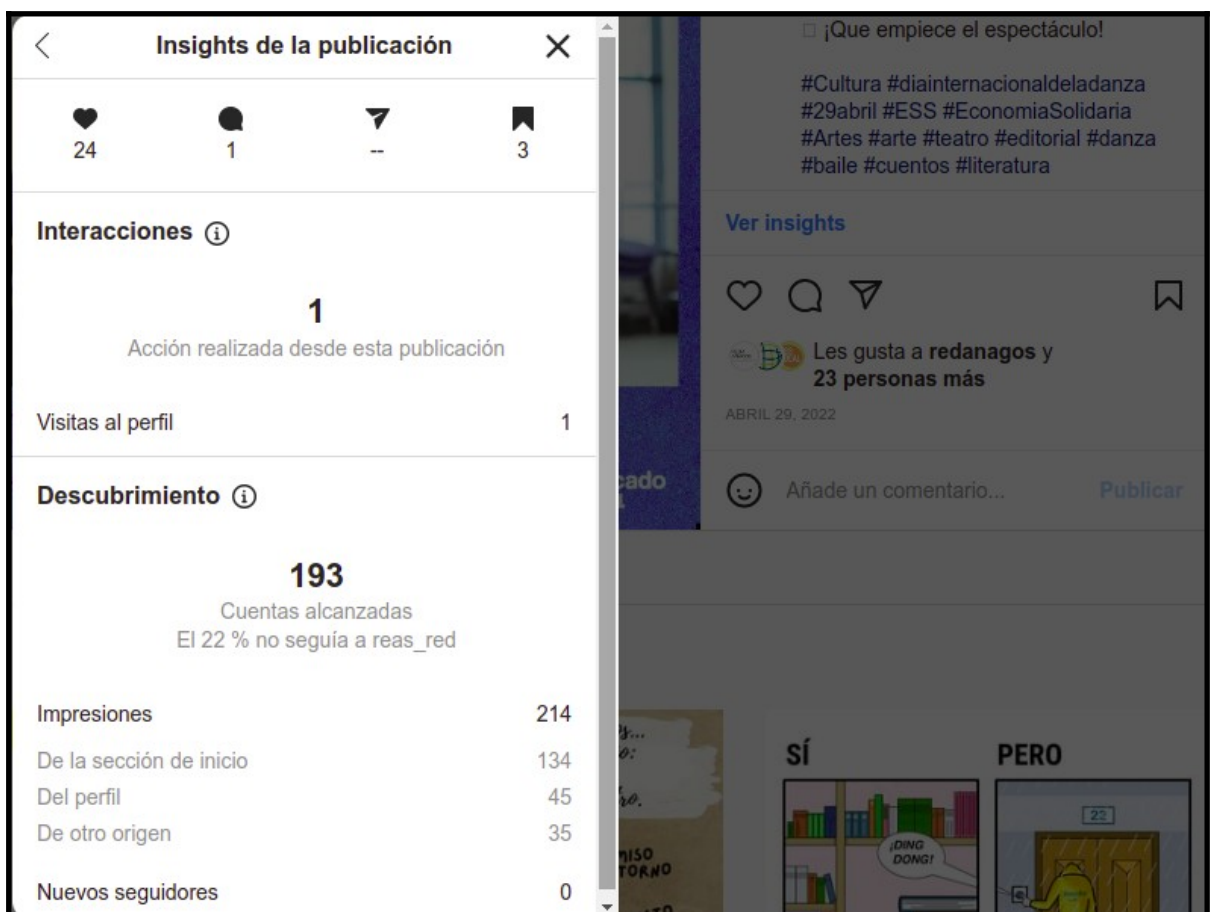 Insights de la publicación
24
1
--
3
Interacciones
1
Acción realizada desde esta publicación
Visitas al perfil 1
Descubrimiento
193
Cuentas alcanzadas
El 22 % no seguía a reas_red
Impresiones 214
De la sección de inicio 134
Del perfil 45
De otro origen 35
Nuevos seguidores 0
¡Que empiece el espectáculo!
#Cultura #diainternacionaldeladanza
#29abril #ESS #EconomiaSolidaria
#Artes #arte #teatro #editorial #danza
#baile #cuentos #literatura
Ver insights
Les gusta a redanagos y
23 personas más
ABRIL 29, 2022
Añade un comentario... Publicar
SÍ
PERO
¡DING
DONG!
22